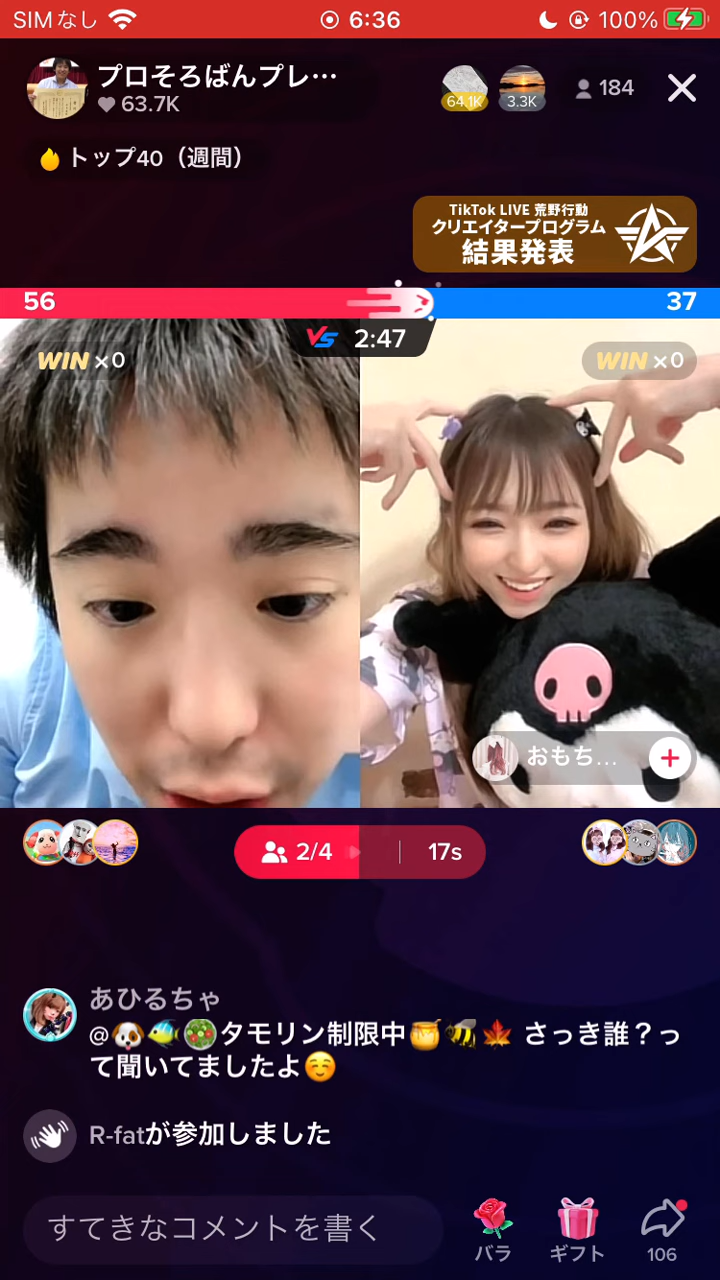 SIMなし
6:36
100%
プロそろばんプレ…
63.7K
64.1K
3.3K
184
トップ40（週間）
TikTok LIVE 荒野行動
クリエイタープログラム
結果発表
56
37
VS 2:47
WIN ×0
WIN ×0
おもち…
2/4
17s
あひるちゃ
@🐶🐠🥗タモリン制限中🍯🐝🍁 さっき誰？っ
て聞いてましたよ☺️
R-fatが参加しました
すてきなコメントを書く
バラ
ギフト
106